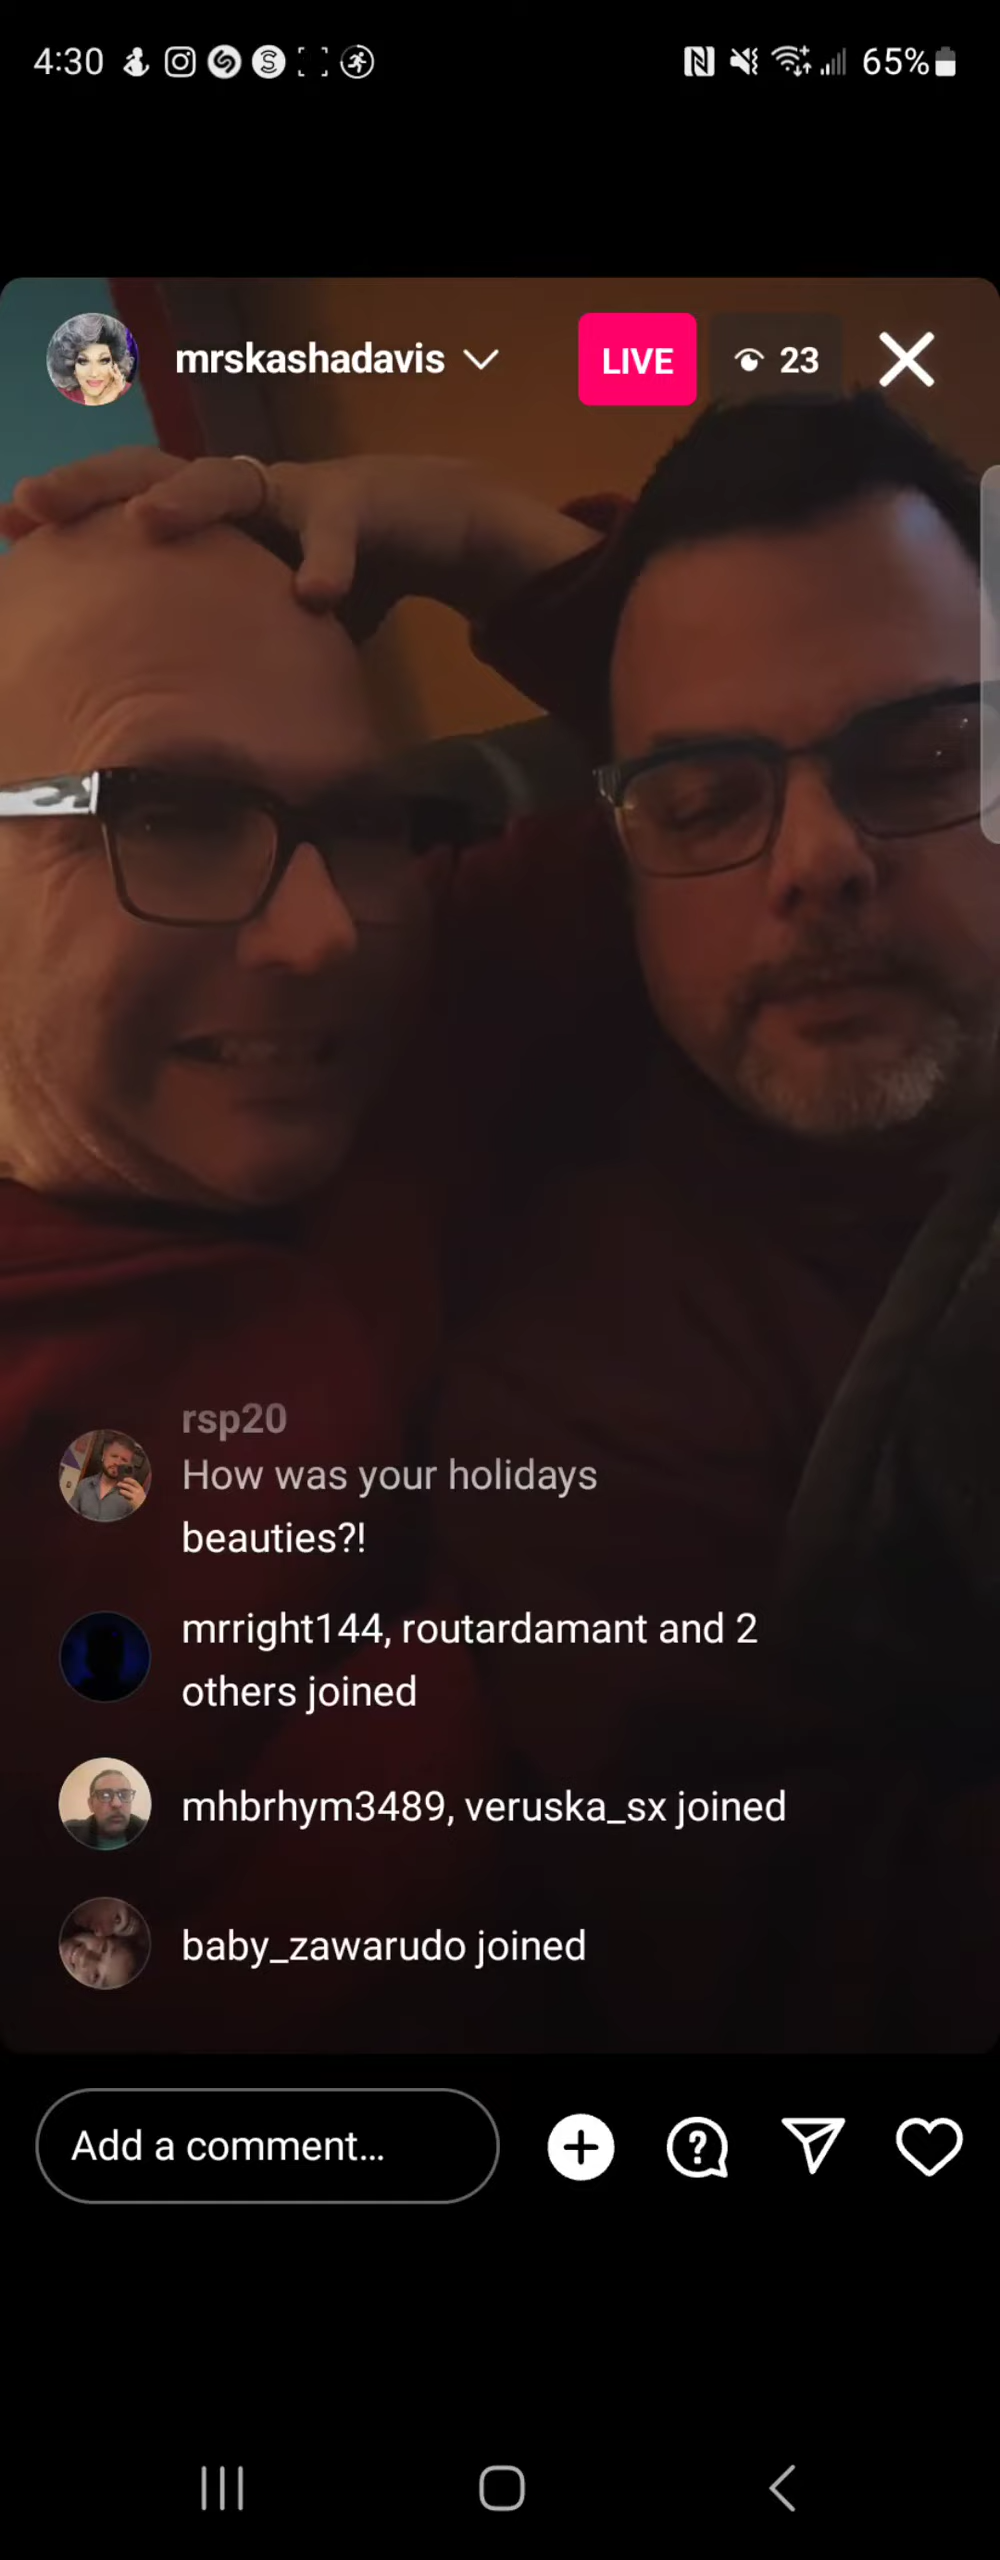 4:30 65%
mrskashadavis LIVE 23
rsp20
How was your holidays
beauties?!
mrright144, routardamant and 2
others joined
mhbrhym3489, veruska_sx joined
baby_zawarudo joined
Add a comment...